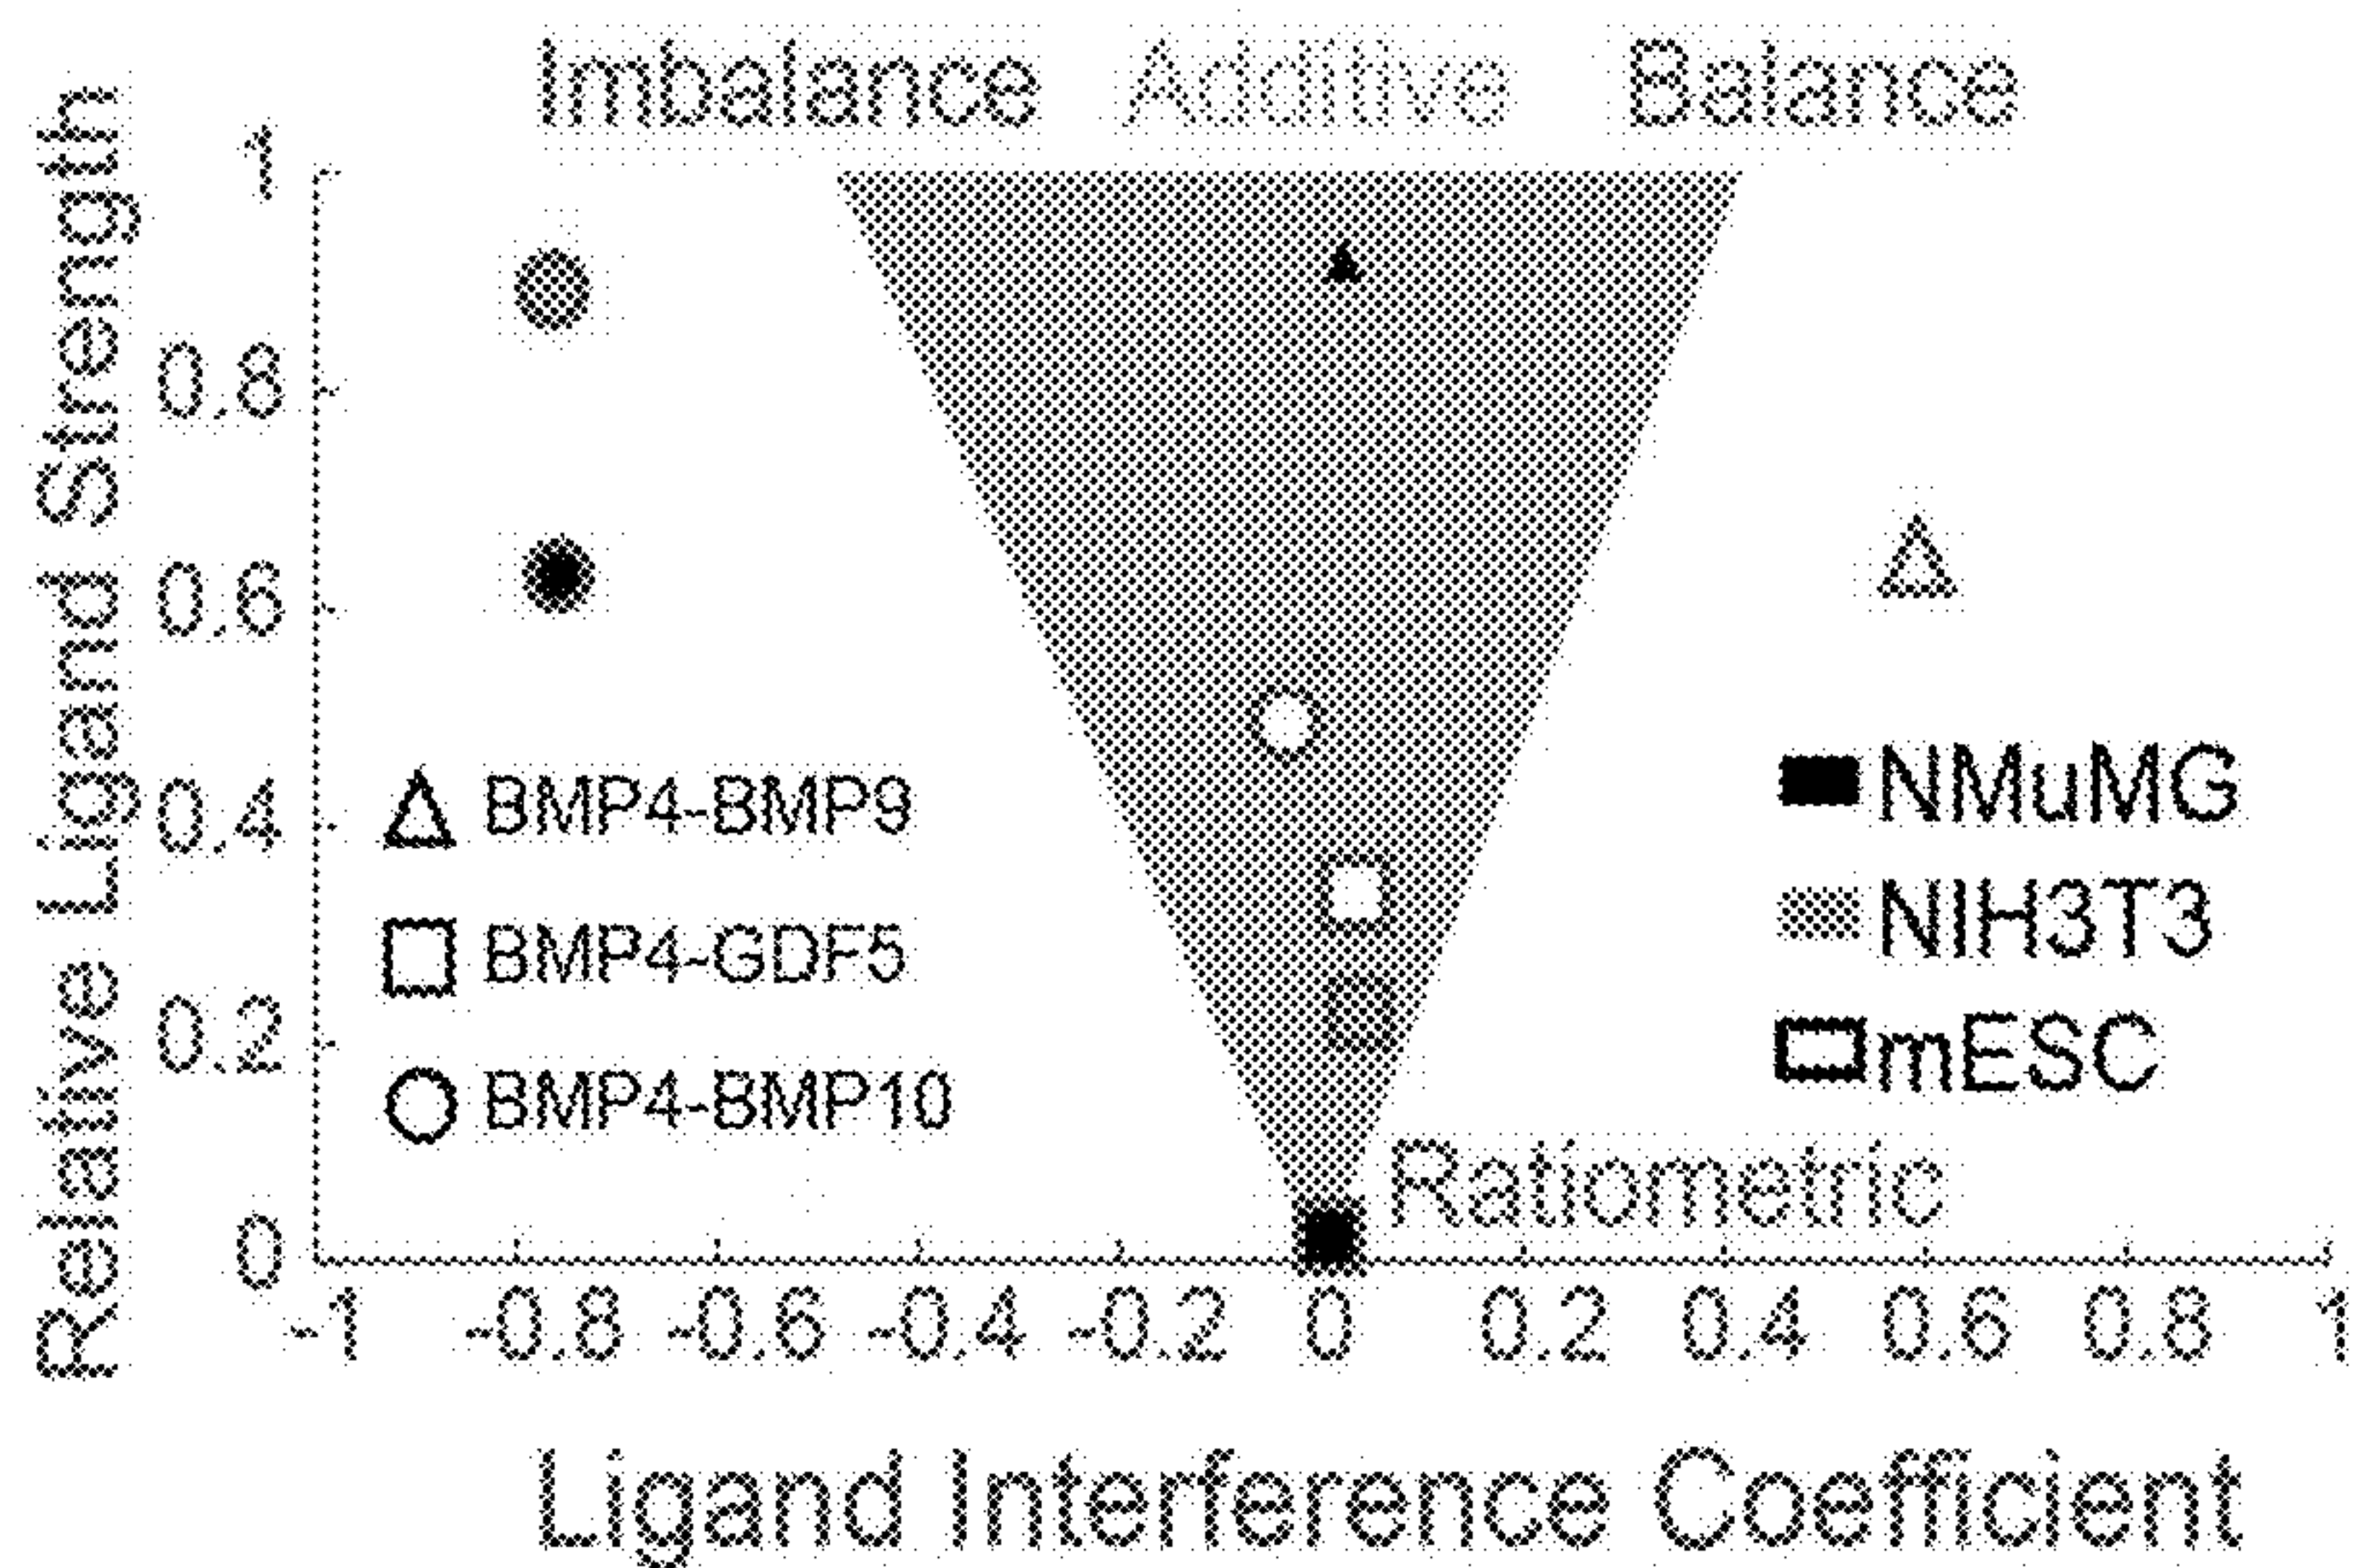 Imbalance Additive Balance
Relative Ligand Strength
1
0.8
0.6
0.4
0.2
0
BMP4-BMP9
BMP4-GDF5
BMP4-BMP10
NMuMG
NIH3T3
mESC
Ratiometric
-1 -0.8 -0.6 -0.4 -0.2 0 0.2 0.4 0.6 0.8 1
Ligand Interference Coefficient